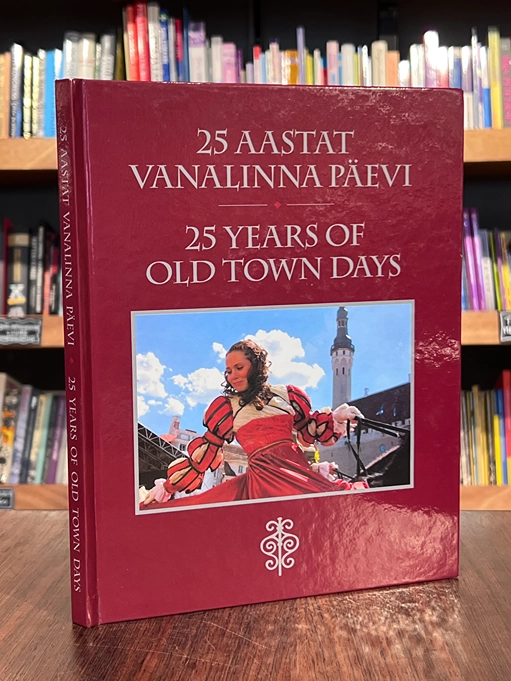 25 AASTAT
VANALINNA PÄEVI
25 YEARS OF
OLD TOWN DAYS
25 AASTAT VANALINNA PÄEVI • 25 YEARS OF OLD TOWN DAYS